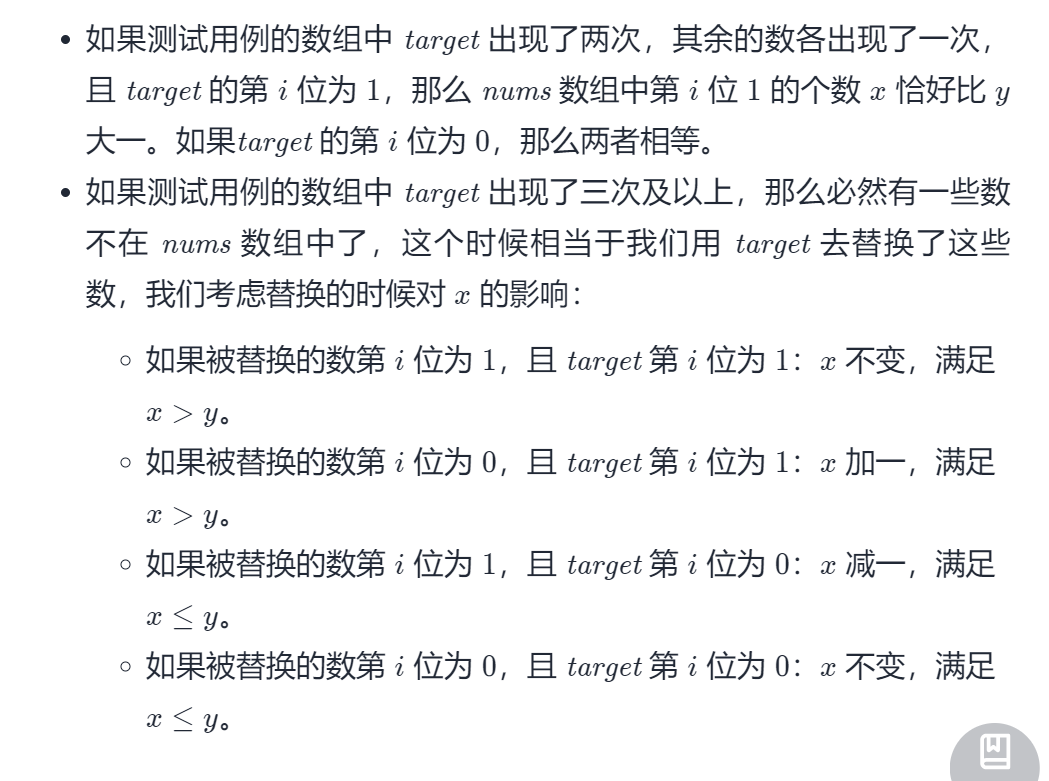 • 如果测试用例的数组中 target 出现了两次，其余的数各出现了一次，
且 target 的第 i 位为 1，那么 nums 数组中第 i 位 1 的个数 x 恰好比 y
大一。如果target 的第 i 位为 0，那么两者相等。
• 如果测试用例的数组中 target 出现了三次及以上，那么必然有一些数
不在 nums 数组中了，这个时候相当于我们用 target 去替换了这些
数，我们考虑替换的时候对 x 的影响：
◦ 如果被替换的数第 i 位为 1，且 target 第 i 位为 1：x 不变，满足
x > y。
◦ 如果被替换的数第 i 位为 0，且 target 第 i 位为 1：x 加一，满足
x > y。
◦ 如果被替换的数第 i 位为 1，且 target 第 i 位为 0：x 减一，满足
x ≤ y。
◦ 如果被替换的数第 i 位为 0，且 target 第 i 位为 0：x 不变，满足
x ≤ y。